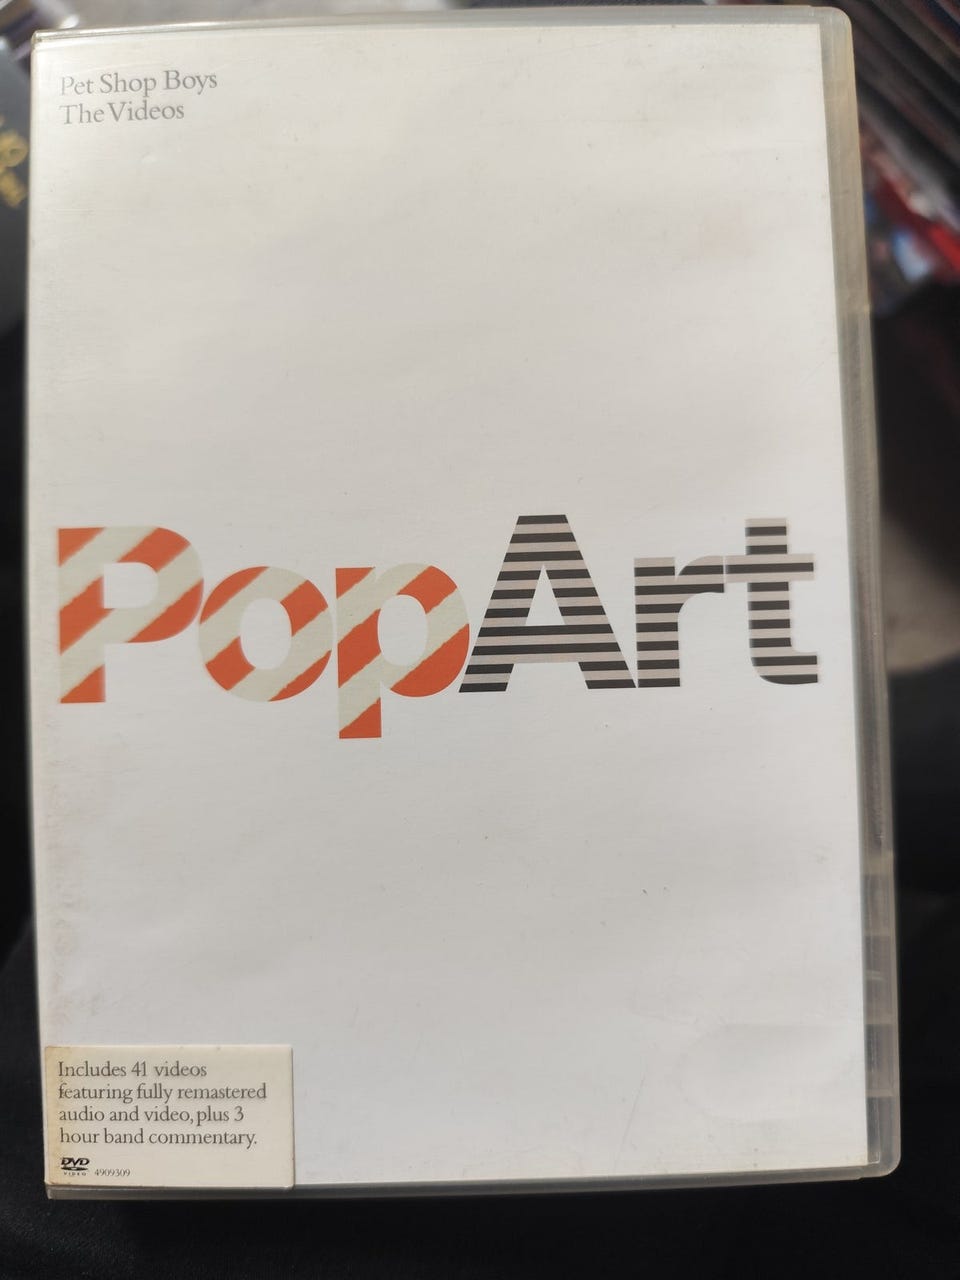 Pet Shop Boys
The Videos
PopArt
Includes 41 videos
featuring fully remastered
audio and video, plus 3
hour band commentary.
DVD
VIDEO 4909309